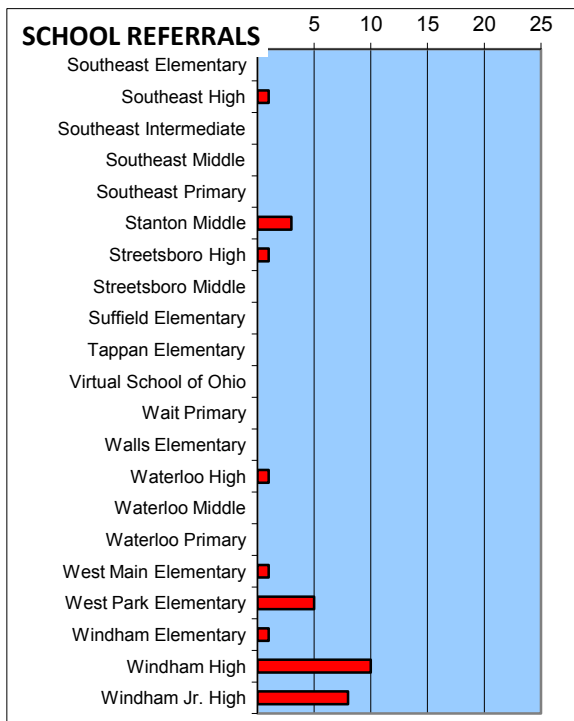 SCHOOL REFERRALS
5 10 15 20 25
Southeast Elementary
Southeast High
Southeast Intermediate
Southeast Middle
Southeast Primary
Stanton Middle
Streetsboro High
Streetsboro Middle
Suffield Elementary
Tappan Elementary
Virtual School of Ohio
Wait Primary
Walls Elementary
Waterloo High
Waterloo Middle
Waterloo Primary
West Main Elementary
West Park Elementary
Windham Elementary
Windham High
Windham Jr. High